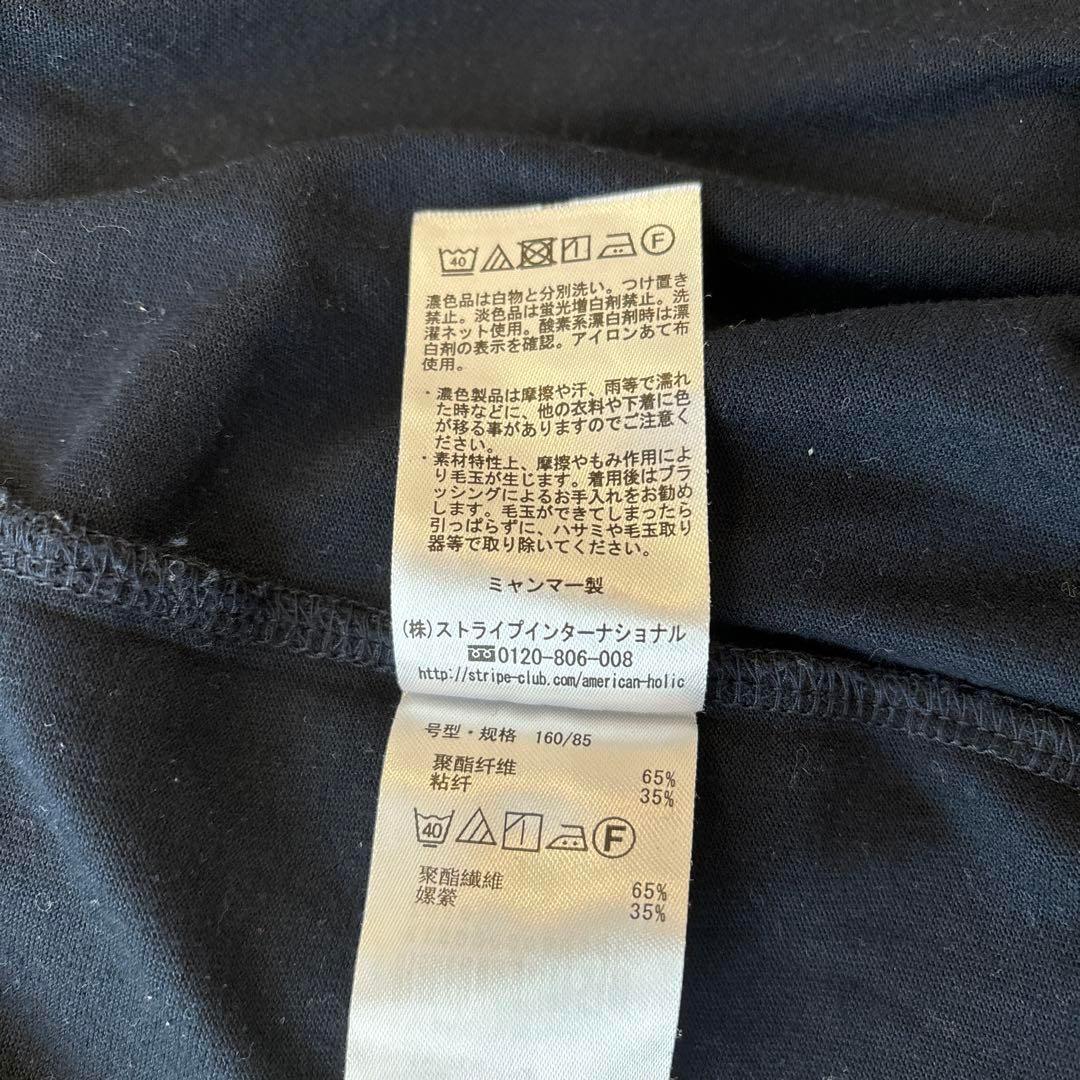 40 F
濃色品は白物と分別洗い。つけ置き
禁止。淡色品は蛍光増白剤禁止。洗
濯ネット使用。酸素系漂白剤時は漂
白剤の表示を確認。アイロンあて布
使用。
・濃色製品は摩擦や汗、雨等で濡れ
た時などに、他の衣料や下着に色
が移る事がありますのでご注意く
ださい。
・素材特性上、摩擦やもみ作用によ
り毛玉が生じます。着用後はブラ
ッシングによるお手入れをお勧め
します。毛玉ができてしまったら
引っぱらずに、ハサミや毛玉取り
器等で取り除いてください。
ミャンマー製
(株)ストライプインターナショナル
0120-806-008
http://stripe-club.com/american-holic
号型・规格 160/85
聚酯纤维 65%
粘纤 35%
40 F
聚酯纖維 65%
嫘縈 35%